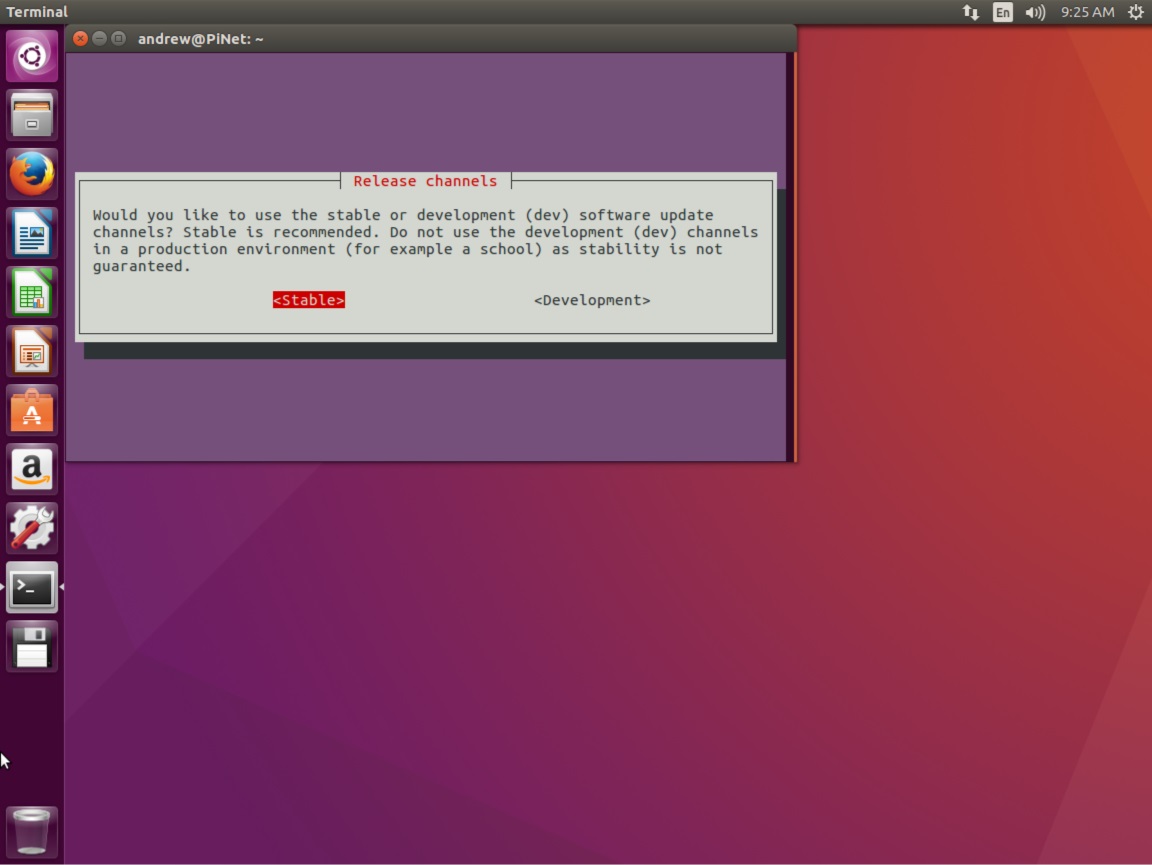 Terminal
En
9:25 AM
andrew@PiNet: ~
Release channels
Would you like to use the stable or development (dev) software update
channels? Stable is recommended. Do not use the development (dev) channels
in a production environment (for example a school) as stability is not
guaranteed.
<Stable> <Development>
A
a
>_